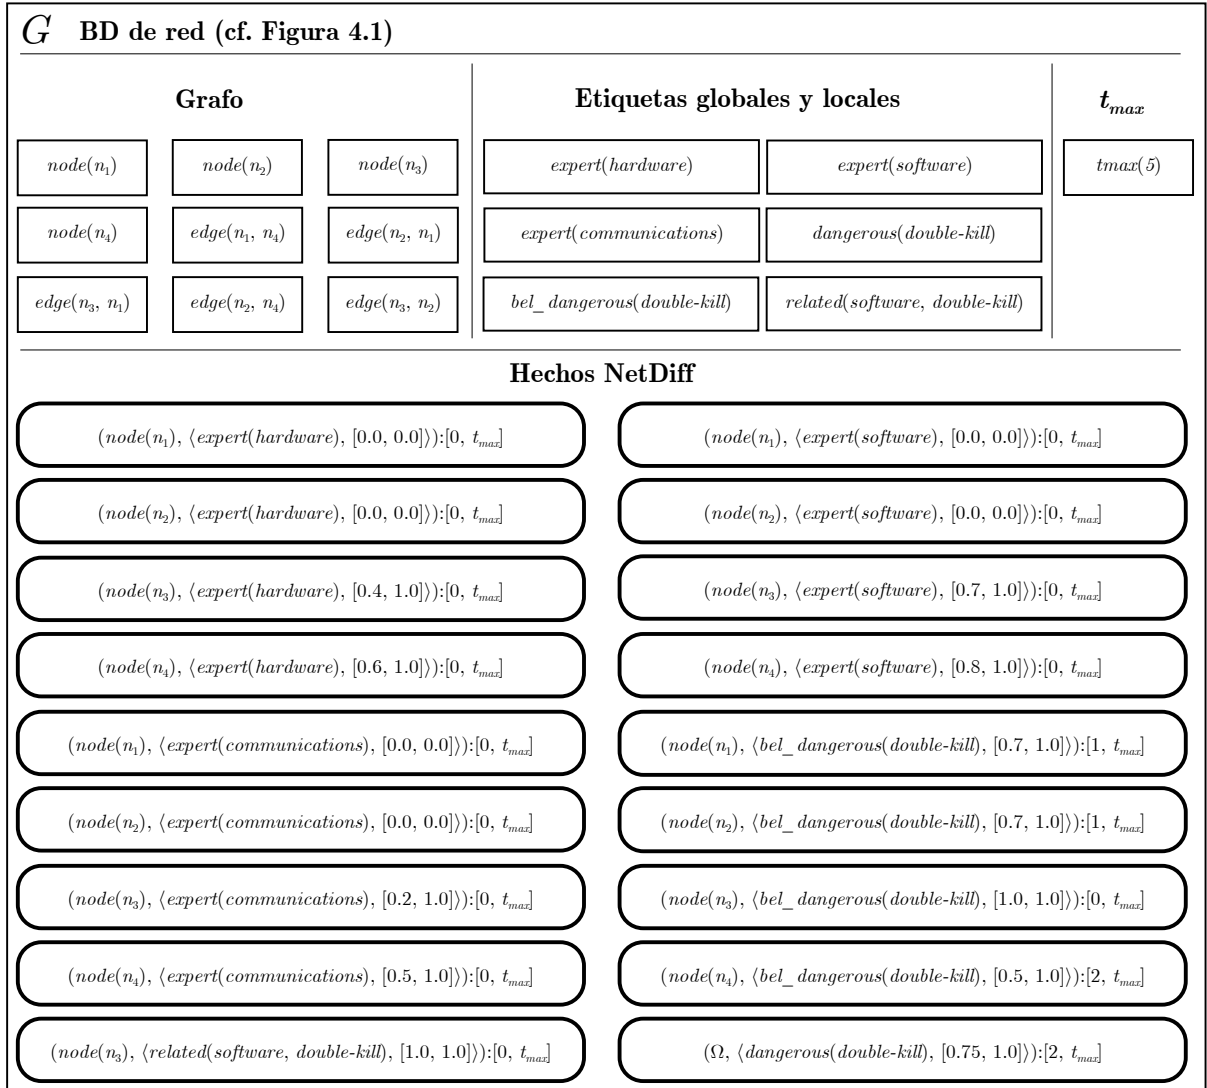 G BD de red (cf. Figura 4.1)
Grafo Etiquetas globales y locales t_max
node(n₁) node(n₂) node(n₃) expert(hardware) expert(software) tmax(5)
node(n₄) edge(n₁, n₄) edge(n₂, n₁) expert(communications) dangerous(double-kill)
edge(n₃, n₁) edge(n₂, n₄) edge(n₃, n₂) bel_dangerous(double-kill) related(software, double-kill)
Hechos NetDiff
(node(n₁), ⟨expert(hardware), [0.0, 0.0]⟩):[0, t_max] (node(n₁), ⟨expert(software), [0.0, 0.0]⟩):[0, t_max]
(node(n₂), ⟨expert(hardware), [0.0, 0.0]⟩):[0, t_max] (node(n₂), ⟨expert(software), [0.0, 0.0]⟩):[0, t_max]
(node(n₃), ⟨expert(hardware), [0.4, 1.0]⟩):[0, t_max] (node(n₃), ⟨expert(software), [0.7, 1.0]⟩):[0, t_max]
(node(n₄), ⟨expert(hardware), [0.6, 1.0]⟩):[0, t_max] (node(n₄), ⟨expert(software), [0.8, 1.0]⟩):[0, t_max]
(node(n₁), ⟨expert(communications), [0.0, 0.0]⟩):[0, t_max] (node(n₁), ⟨bel_dangerous(double-kill), [0.7, 1.0]⟩):[1, t_max]
(node(n₂), ⟨expert(communications), [0.0, 0.0]⟩):[0, t_max] (node(n₂), ⟨bel_dangerous(double-kill), [0.7, 1.0]⟩):[1, t_max]
(node(n₃), ⟨expert(communications), [0.2, 1.0]⟩):[0, t_max] (node(n₃), ⟨bel_dangerous(double-kill), [1.0, 1.0]⟩):[0, t_max]
(node(n₄), ⟨expert(communications), [0.5, 1.0]⟩):[0, t_max] (node(n₄), ⟨bel_dangerous(double-kill), [0.5, 1.0]⟩):[2, t_max]
(node(n₃), ⟨related(software, double-kill), [1.0, 1.0]⟩):[0, t_max] (Ω, ⟨dangerous(double-kill), [0.75, 1.0]⟩):[2, t_max]